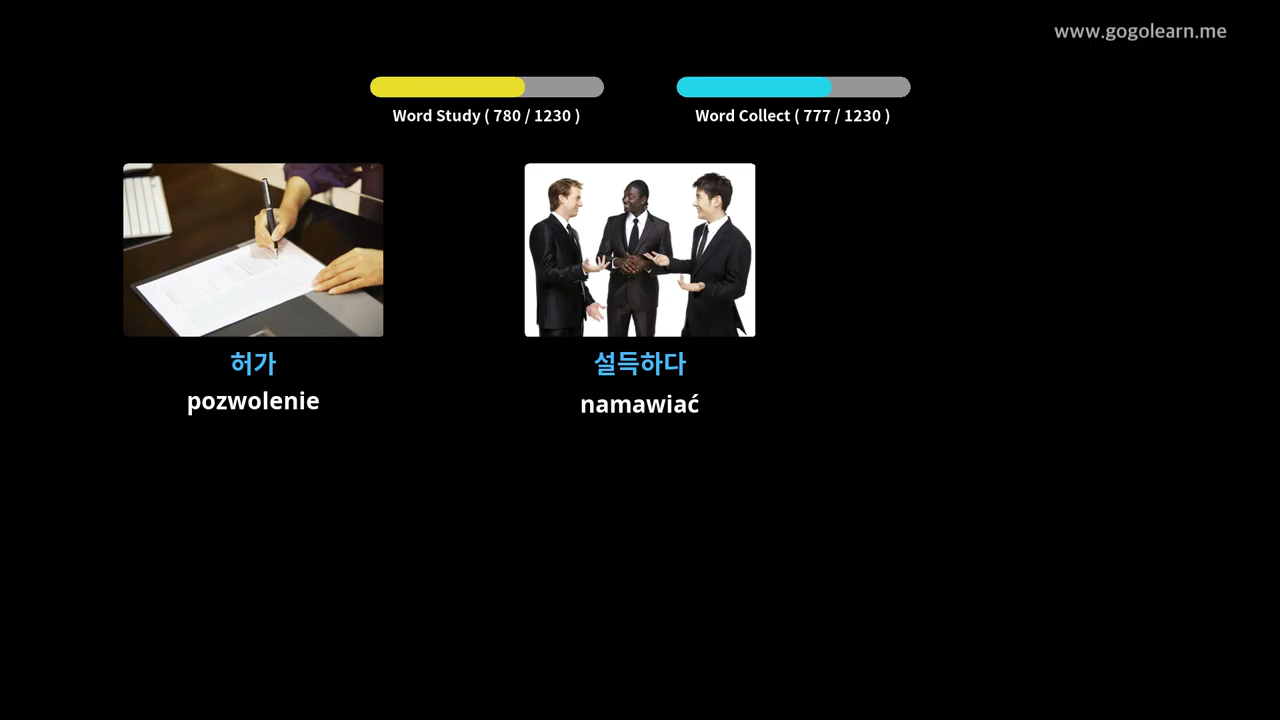 www.gogolearn.me
Word Study ( 780 / 1230 )
Word Collect ( 777 / 1230 )
허가
pozwolenie
설득하다
namawiać